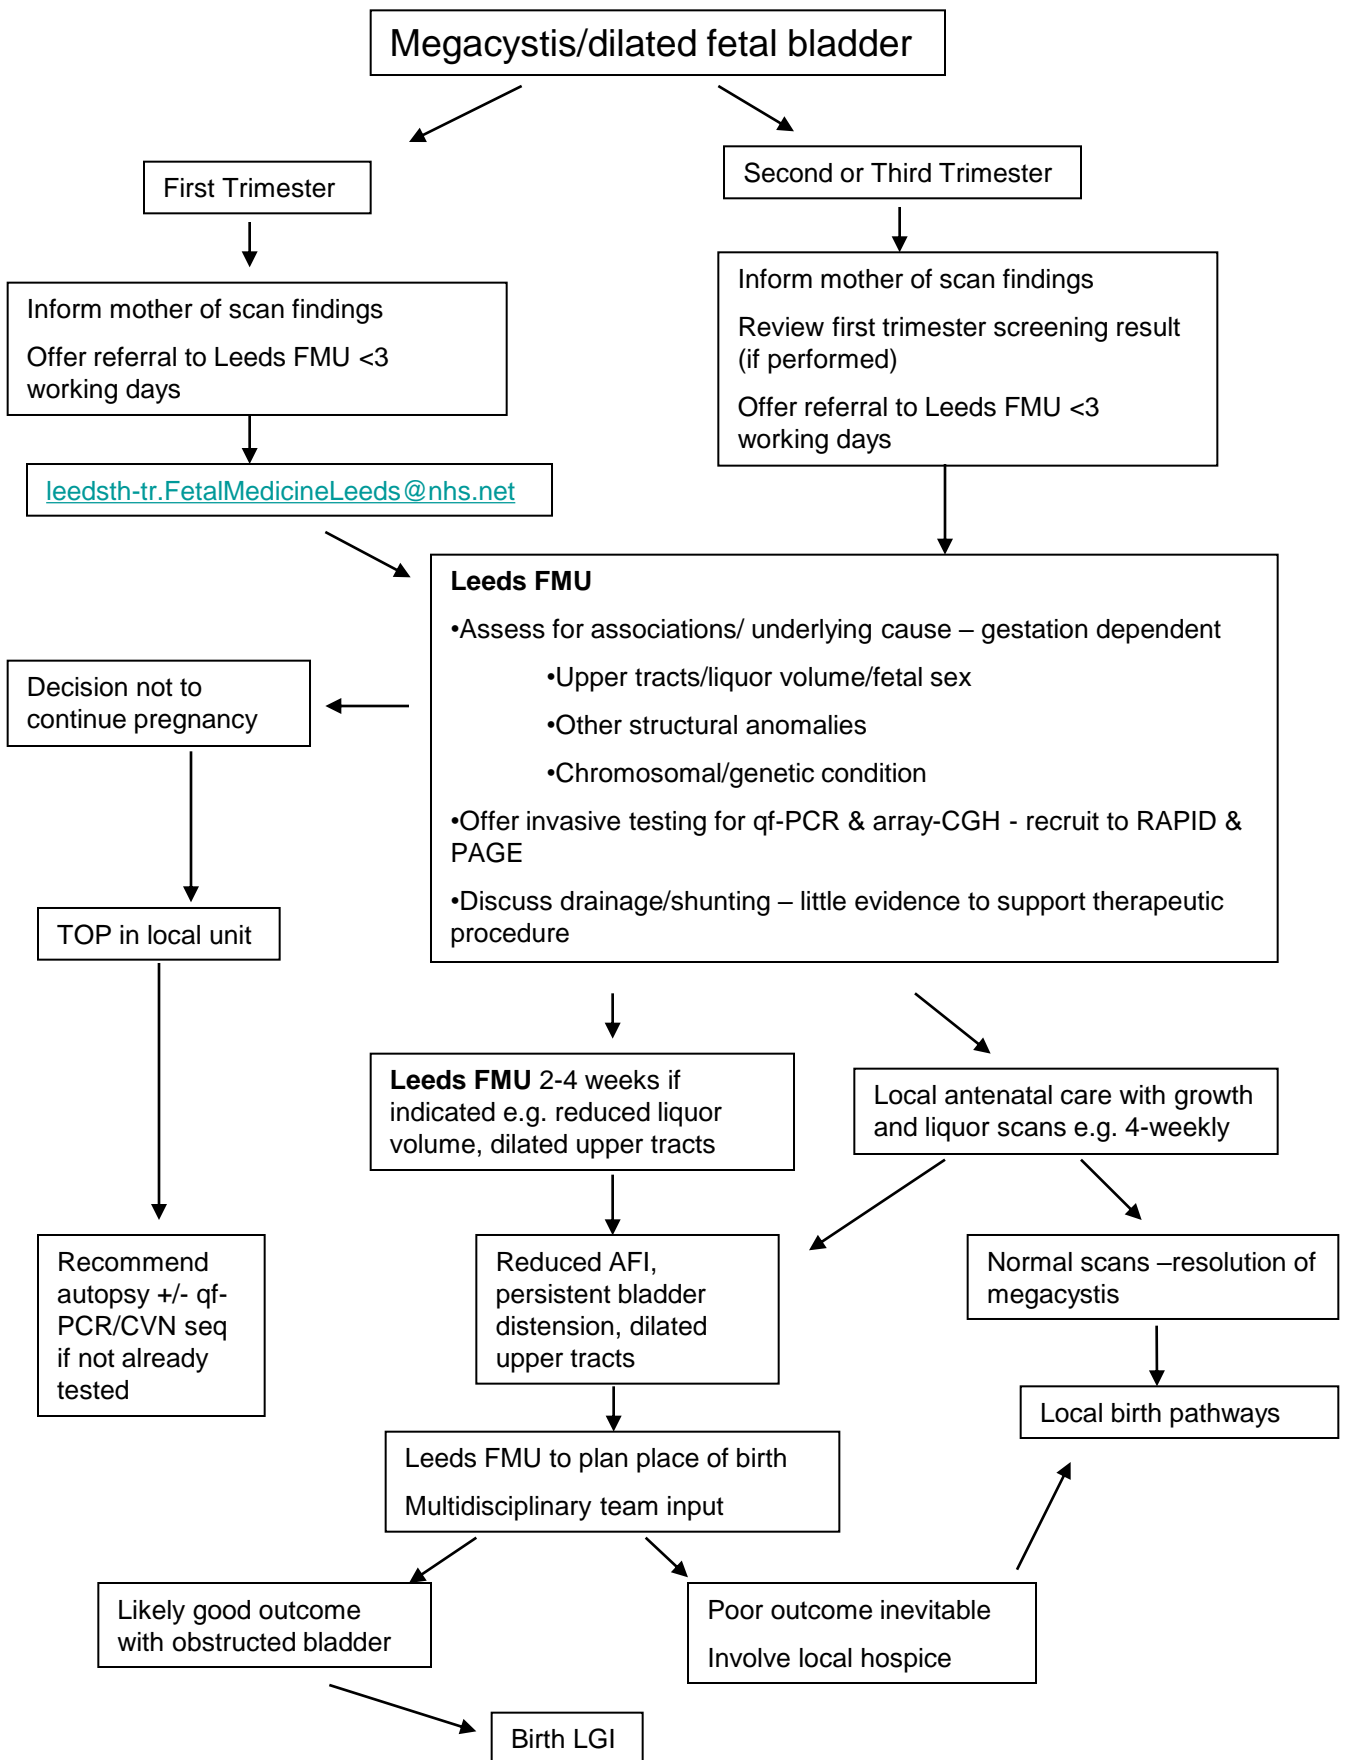 Megacystis/dilated fetal bladder
First Trimester
Second or Third Trimester
Inform mother of scan findings
Offer referral to Leeds FMU <3
working days
Inform mother of scan findings
Review first trimester screening result
(if performed)
Offer referral to Leeds FMU <3
working days
leedsth-tr.FetalMedicineLeeds@nhs.net
Leeds FMU
•Assess for associations/ underlying cause – gestation dependent
•Upper tracts/liquor volume/fetal sex
•Other structural anomalies
•Chromosomal/genetic condition
•Offer invasive testing for qf-PCR & array-CGH - recruit to RAPID &
PAGE
•Discuss drainage/shunting – little evidence to support therapeutic
procedure
Decision not to
continue pregnancy
TOP in local unit
Leeds FMU 2-4 weeks if
indicated e.g. reduced liquor
volume, dilated upper tracts
Local antenatal care with growth
and liquor scans e.g. 4-weekly
Recommend
autopsy +/- qf-
PCR/CVN seq
if not already
tested
Reduced AFI,
persistent bladder
distension, dilated
upper tracts
Normal scans –resolution of
megacystis
Local birth pathways
Leeds FMU to plan place of birth
Multidisciplinary team input
Likely good outcome
with obstructed bladder
Poor outcome inevitable
Involve local hospice
Birth LGI